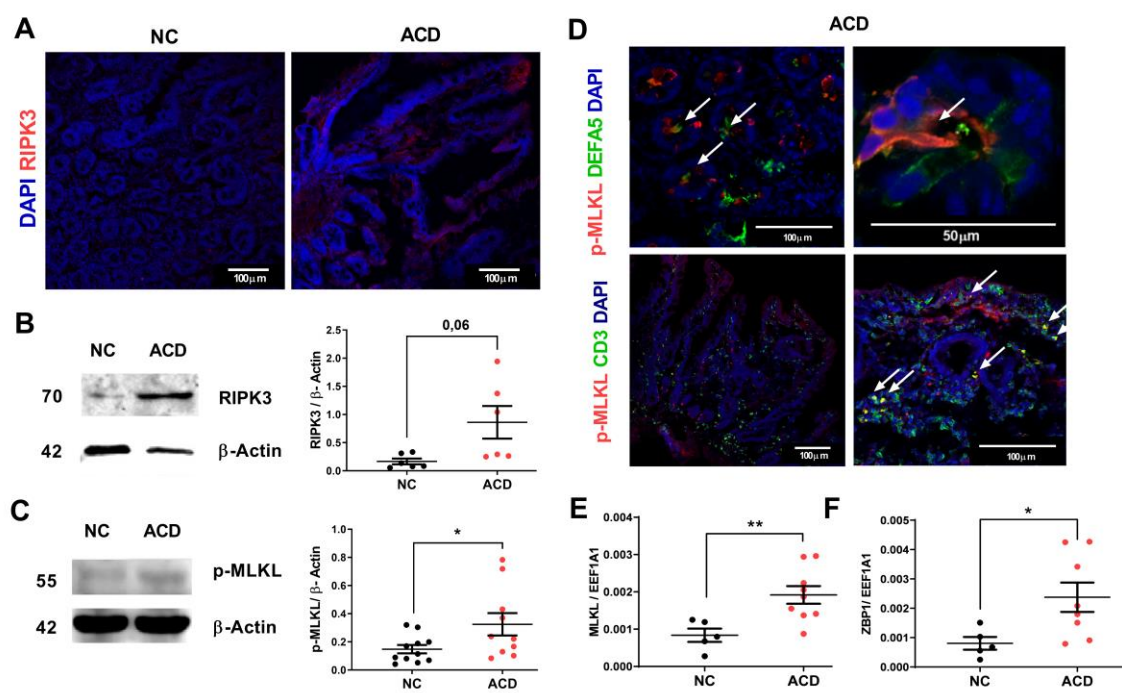 A
NC
ACD
DAPI RIPK3
100μm
100μm
B
NC
ACD
70
RIPK3
42
β-Actin
RIPK3 / β- Actin
2.5
2.0
1.5
1.0
0.5
0.0
0,06
NC
ACD
C
NC
ACD
55
p-MLKL
42
β-Actin
p-MLKL/ β- Actin
1.0
0.8
0.6
0.4
0.2
0.0
*
NC
ACD
D
ACD
p-MLKL DEFA5 DAPI
100μm
50μm
p-MLKL CD3 DAPI
100μm
100μm
E
MLKL / EEF1A1
0.004
0.003
0.002
0.001
0.000
**
NC
ACD
F
ZBP1/ EEF1A1
0.005
0.004
0.003
0.002
0.001
0.000
*
NC
ACD